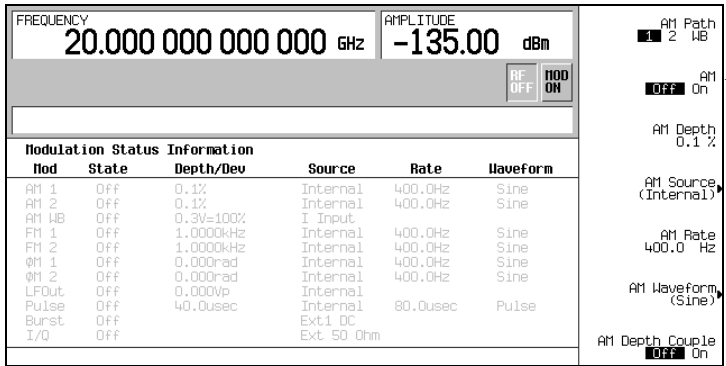 FREQUENCY
20.000 000 000 000 GHz
AMPLITUDE
-135.00 dBm
RF OFF
MOD ON
Modulation Status Information
Mod State Depth/Dev Source Rate Waveform
AM 1 Off 0.1% Internal 400.0Hz Sine
AM 2 Off 0.1% Internal 400.0Hz Sine
AM WB Off 0.3V=100% I Input
FM 1 Off 1.0000kHz Internal 400.0Hz Sine
FM 2 Off 1.0000kHz Internal 400.0Hz Sine
ΦM 1 Off 0.000rad Internal 400.0Hz Sine
ΦM 2 Off 0.000rad Internal 400.0Hz Sine
LFOut Off 0.000Vp Internal
Pulse Off 40.0usec Internal 80.0usec Pulse
Burst Off Ext1 DC
I/Q Off Ext 50 Ohm
AM Path
1 2 WB
AM
Off On
AM Depth
0.1 %
AM Source
(Internal)
AM Rate
400.0 Hz
AM Waveform
(Sine)
AM Depth Couple
Off On